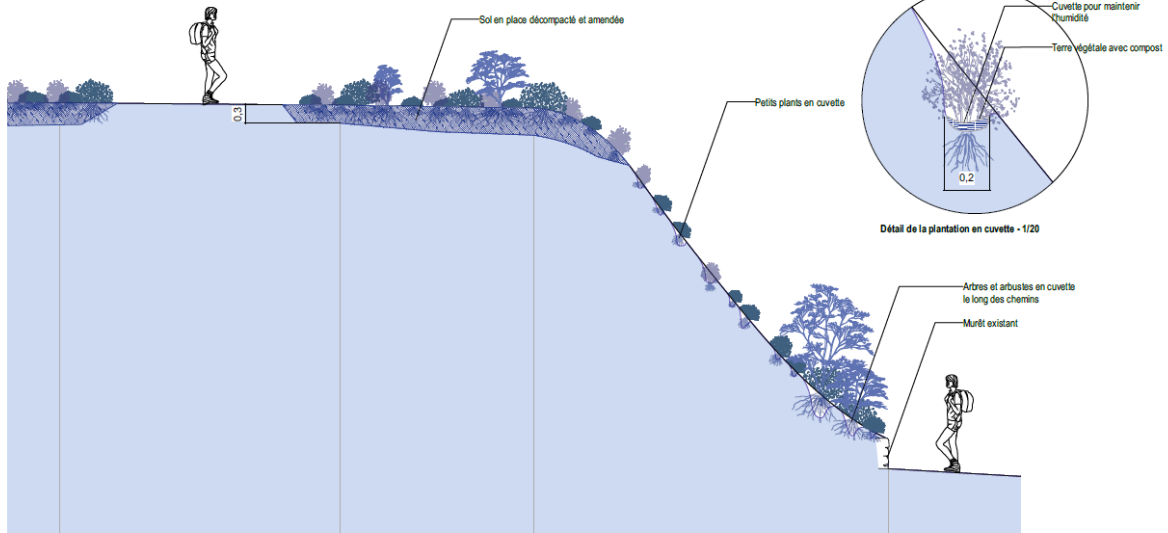 Sol en place décompacté et amendée
0,3
Petits plants en cuvette
Cuvette pour maintenir
l'humidité
Terre végétale avec compost
0,2
Détail de la plantation en cuvette - 1/20
Arbres et arbustes en cuvette
le long des chemins
Murêt existant